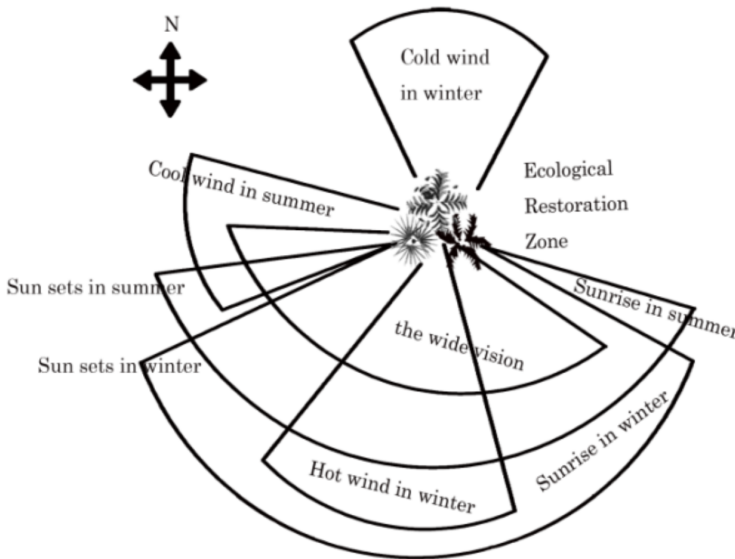 N
Cold wind
in winter
Ecological
Restoration
Zone
Cool wind in summer
Sun sets in summer
Sunrise in summer
the wide vision
Sun sets in winter
Sunrise in winter
Hot wind in winter